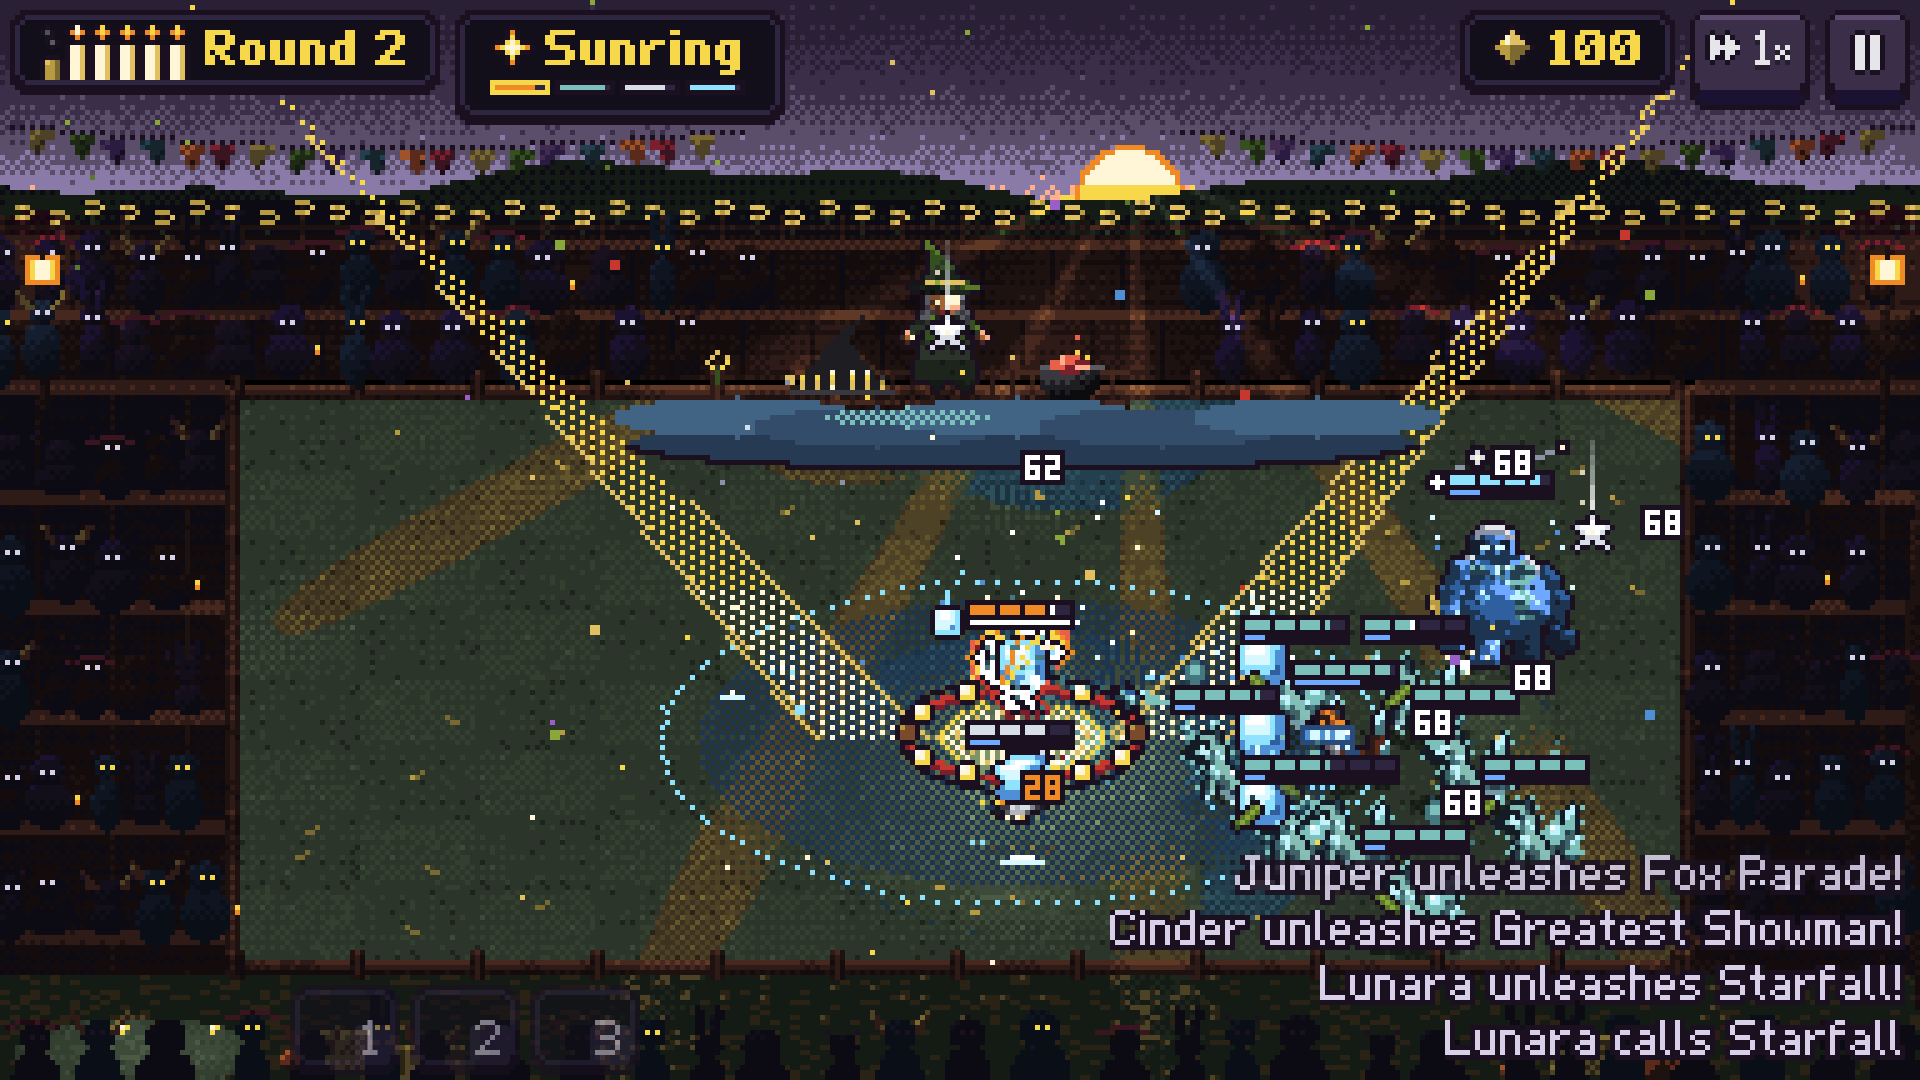 Round 2
Sunring
100
1x
62
68
68
68
68
68
28
Juniper unleashes Fox Parade!
Cinder unleashes Greatest Showman!
Lunara unleashes Starfall!
Lunara calls Starfall
1 2 3